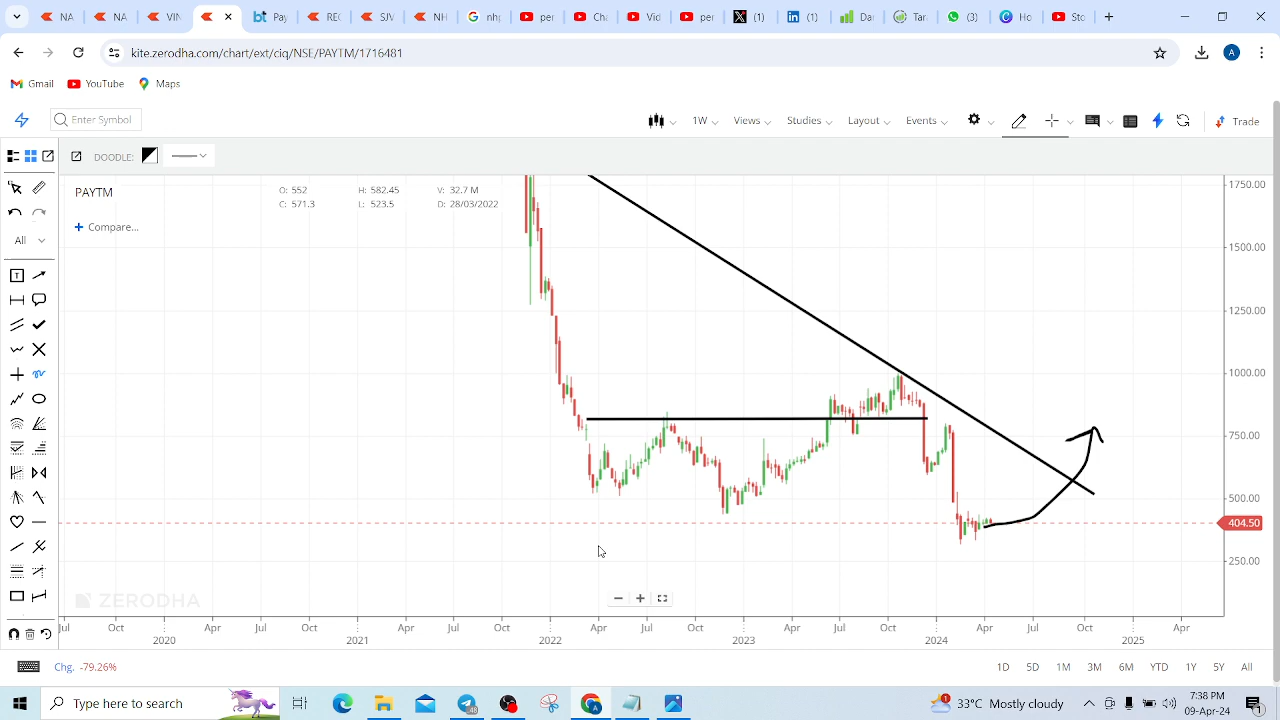 NA
VIN
Pa
REC
SJV
NH
nhp
per
Cha
Vid
per
(1)
(1)
Da
Tar
(3)
Ho
Sto
kite.zerodha.com/chart/ext/ciq/NSE/PAYTM/1716481
A
Gmail
YouTube
Maps
Enter Symbol
1W
Views
Studies
Layout
Events
Trade
DOODLE:
PAYTM
O: 552
H: 582.45
V: 32.7 M
C: 571.3
L: 523.5
D: 28/03/2022
Compare...
All
T
1750.00
1500.00
1250.00
1000.00
750.00
500.00
404.50
250.00
ZERODHA
Jul
Oct
Apr
Jul
Oct
Apr
Jul
Oct
Apr
Jul
Oct
Apr
Jul
Oct
Apr
Jul
Oct
Apr
2020
2021
2022
2023
2024
2025
Chg. -79.26%
1D
5D
1M
3M
6M
YTD
1Y
5Y
All
Type here to search
33°C Mostly cloudy
7:38 PM
09-Apr-24